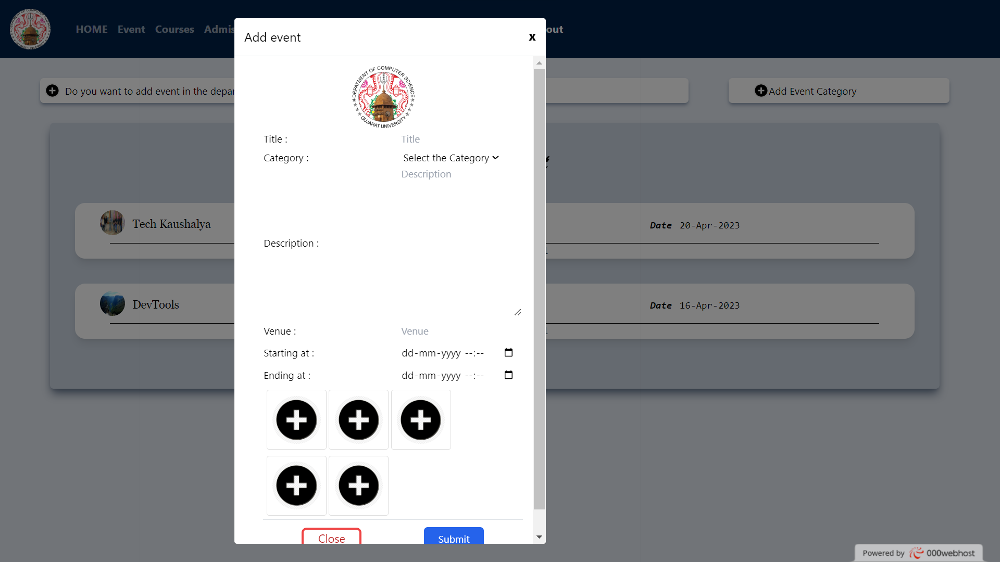 HOME Event Courses Admis out
Add event x
DEPATMENT OF COMPUTER SCIENCE
GUJARAT UNIVERSITY
Do you want to add event in the depar
Add Event Category
Title : Title
Category : Select the Category
Description
Description :
Tech Kaushalya Date 20-Apr-2023
DevTools Date 16-Apr-2023
Venue : Venue
Starting at : dd-mm-yyyy --:--
Ending at : dd-mm-yyyy --:--
Close Submit
Powered by 000webhost